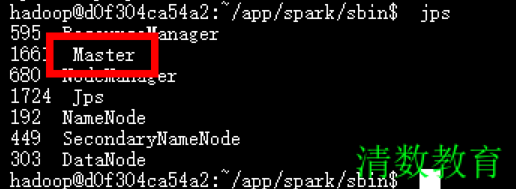 hadoop@d0f304ca54a2:~/app/spark/sbin$ jps
595 ResourceManager
1661 Master
680 NodeManager
1724 Jps
192 NameNode
449 SecondaryNameNode
303 DataNode
hadoop@d0f304ca54a2:~/app/spark/sbin$
清数教育